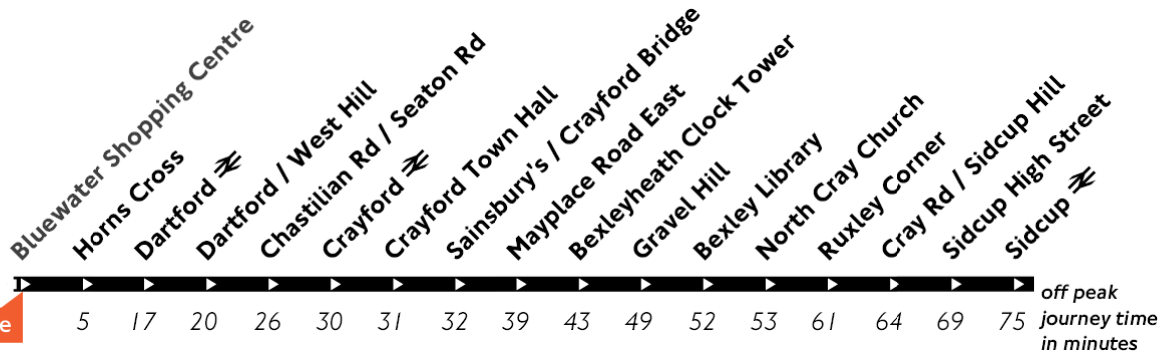 Bluewater Shopping Centre
Horns Cross
Dartford
Dartford / West Hill
Chastilian Rd / Seaton Rd
Crayford
Crayford Town Hall
Sainsbury's / Crayford Bridge
Mayplace Road East
Bexleyheath Clock Tower
Gravel Hill
Bexley Library
North Cray Church
Ruxley Corner
Cray Rd / Sidcup Hill
Sidcup High Street
Sidcup
e 5 17 20 26 30 31 32 39 43 49 52 53 61 64 69 75
off peak
journey time
in minutes